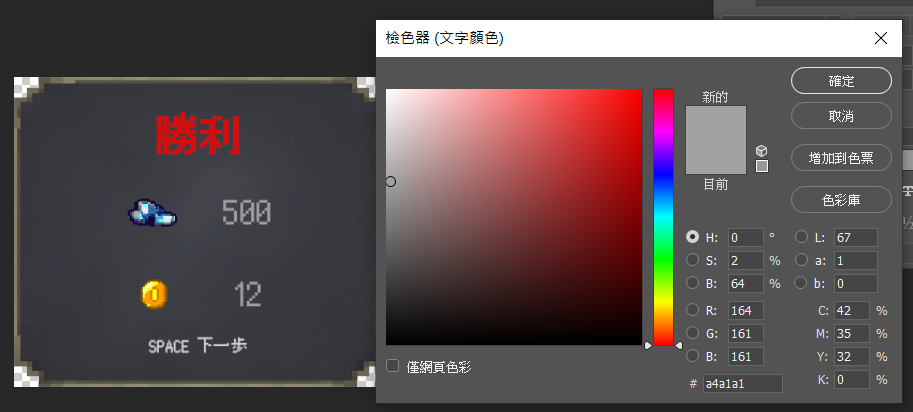 檢色器 (文字顏色)
勝利
500
12
SPACE 下一步
新的
目前
確定
取消
增加到色票
色彩庫
H: 0 °
S: 2 %
B: 64 %
R: 164
G: 161
B: 161
# a4a1a1
L: 67
a: 1
b: 0
C: 42 %
M: 35 %
Y: 32 %
K: 0 %
僅網頁色彩